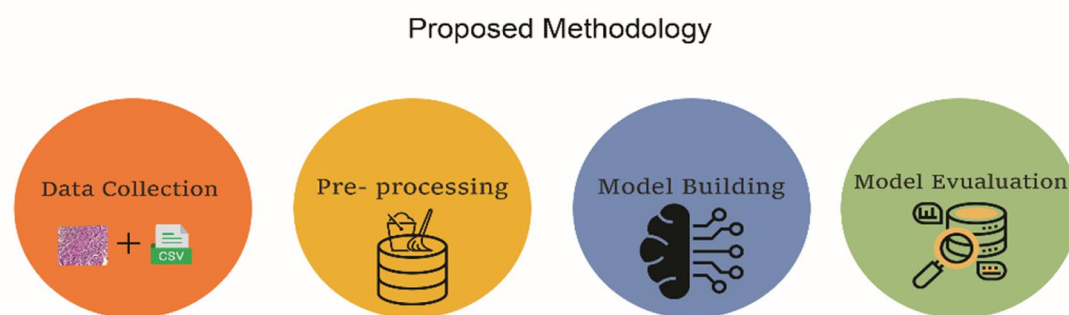 Proposed Methodology
Data Collection
Pre- processing
Model Building
Model Evualuation
+
CSV